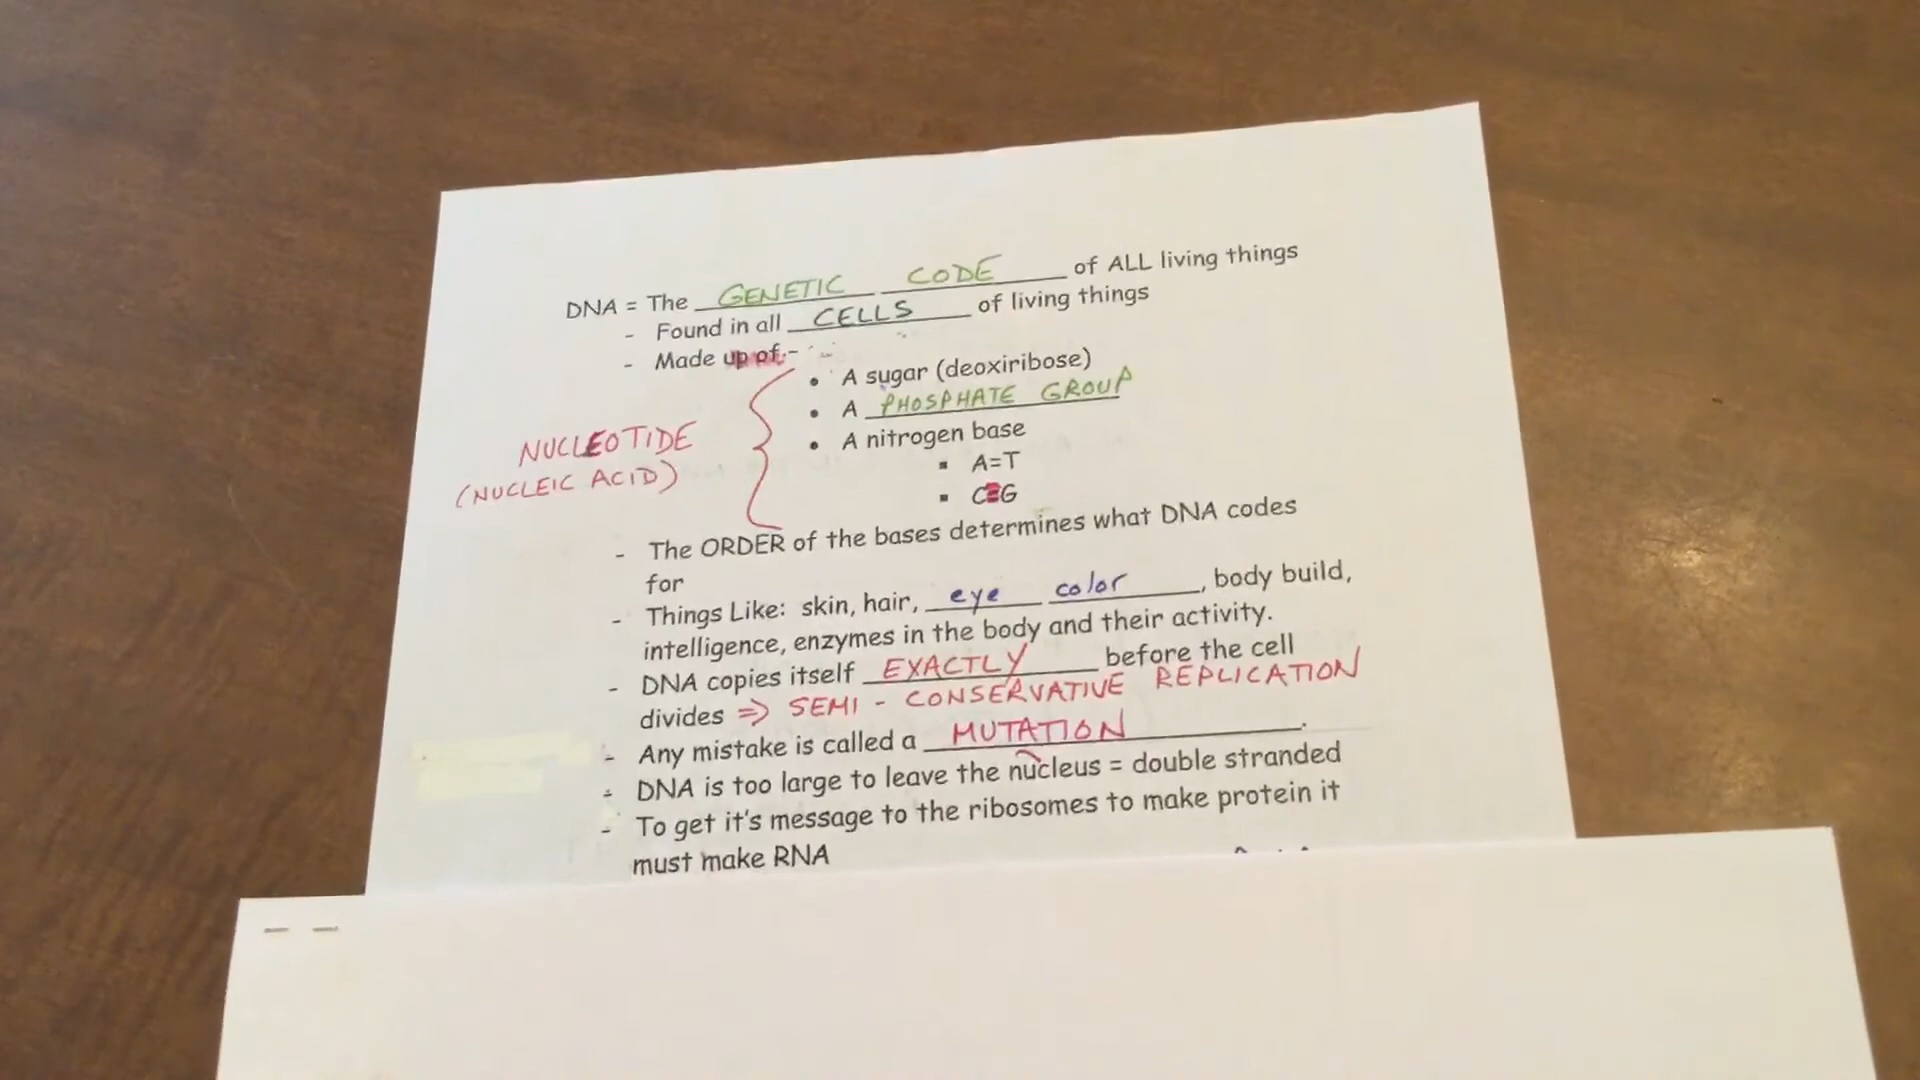 DNA = The GENETIC CODE of ALL living things
- Found in all CELLS of living things
- Made up of:-
• A sugar (deoxiribose)
• A PHOSPHATE GROUP
• A nitrogen base
NUCLEOTIDE
(NUCLEIC ACID)
▪ A=T
▪ C≡G
- The ORDER of the bases determines what DNA codes
for
- Things Like: skin, hair, eye color, body build,
intelligence, enzymes in the body and their activity.
- DNA copies itself EXACTLY before the cell
divides ⇒ SEMI - CONSERVATIVE REPLICATION
- Any mistake is called a MUTATION.
- DNA is too large to leave the nucleus = double stranded
- To get it's message to the ribosomes to make protein it
must make RNA